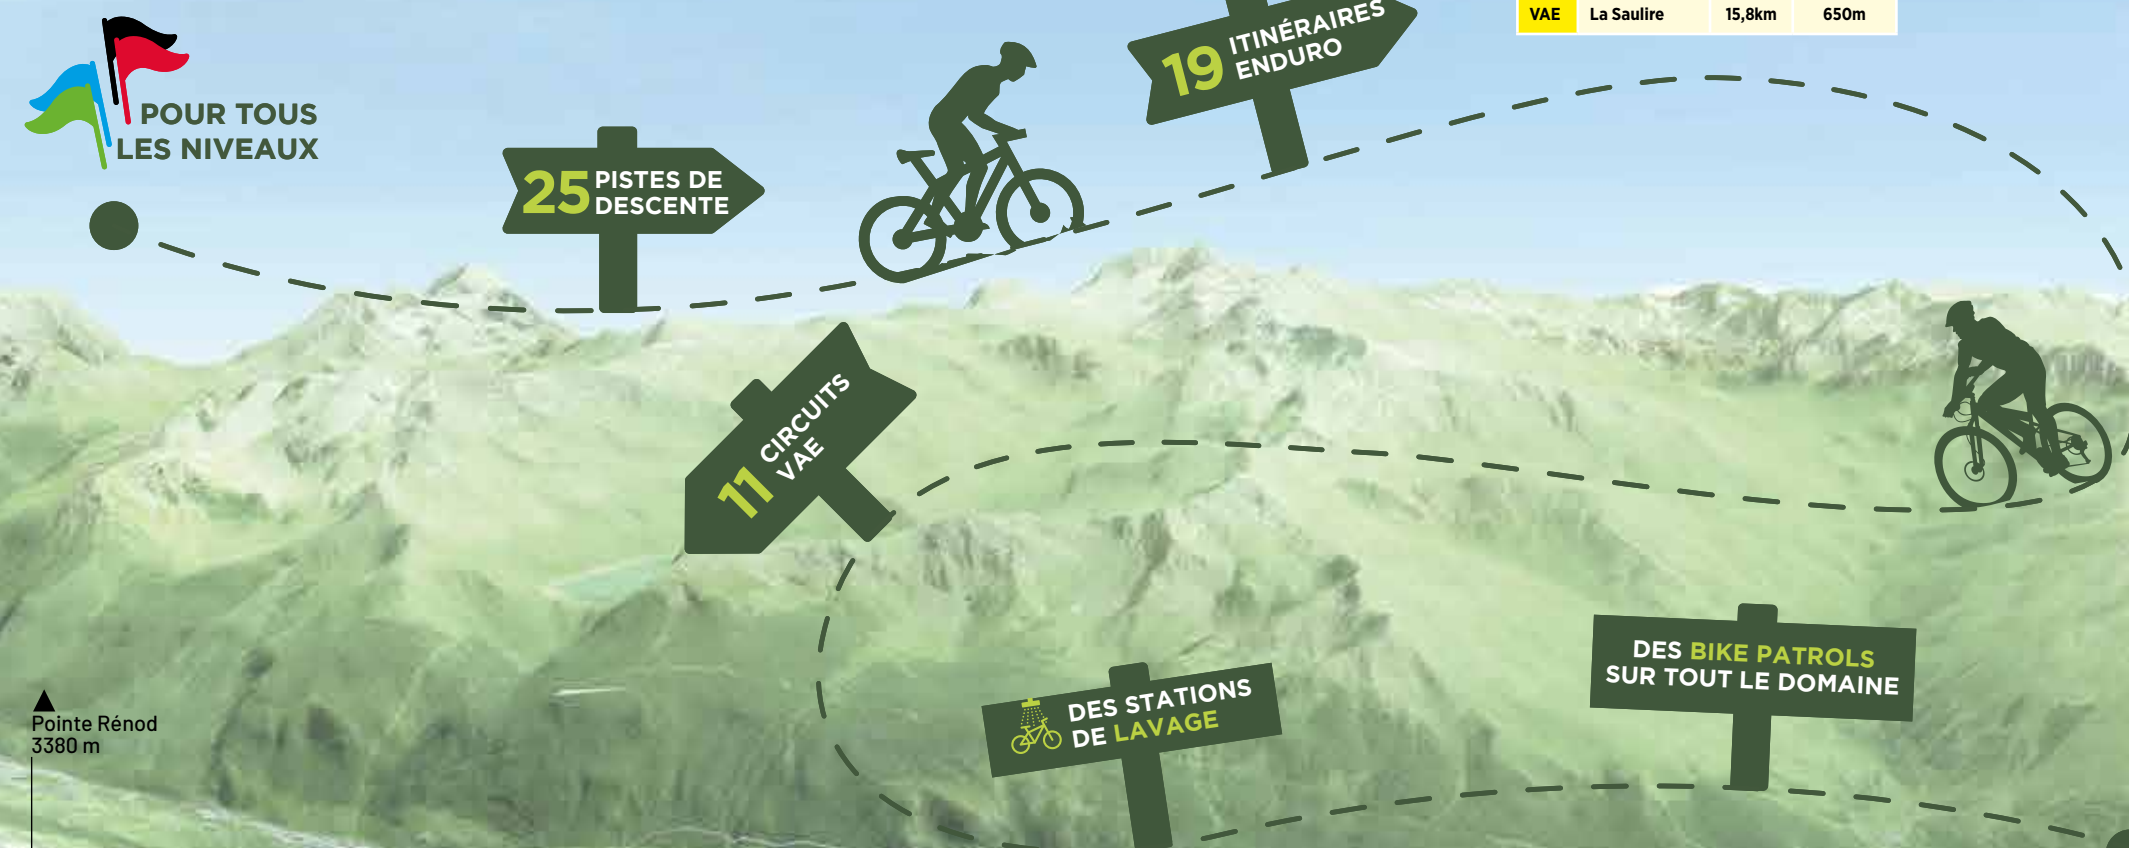 VAE La Saulire 15,8km 650m
19 ITINÉRAIRES
ENDURO
POUR TOUS
LES NIVEAUX
25 PISTES DE
DESCENTE
11 CIRCUITS
VAE
DES BIKE PATROLS
SUR TOUT LE DOMAINE
DES STATIONS
DE LAVAGE
Pointe Rénod
3380 m